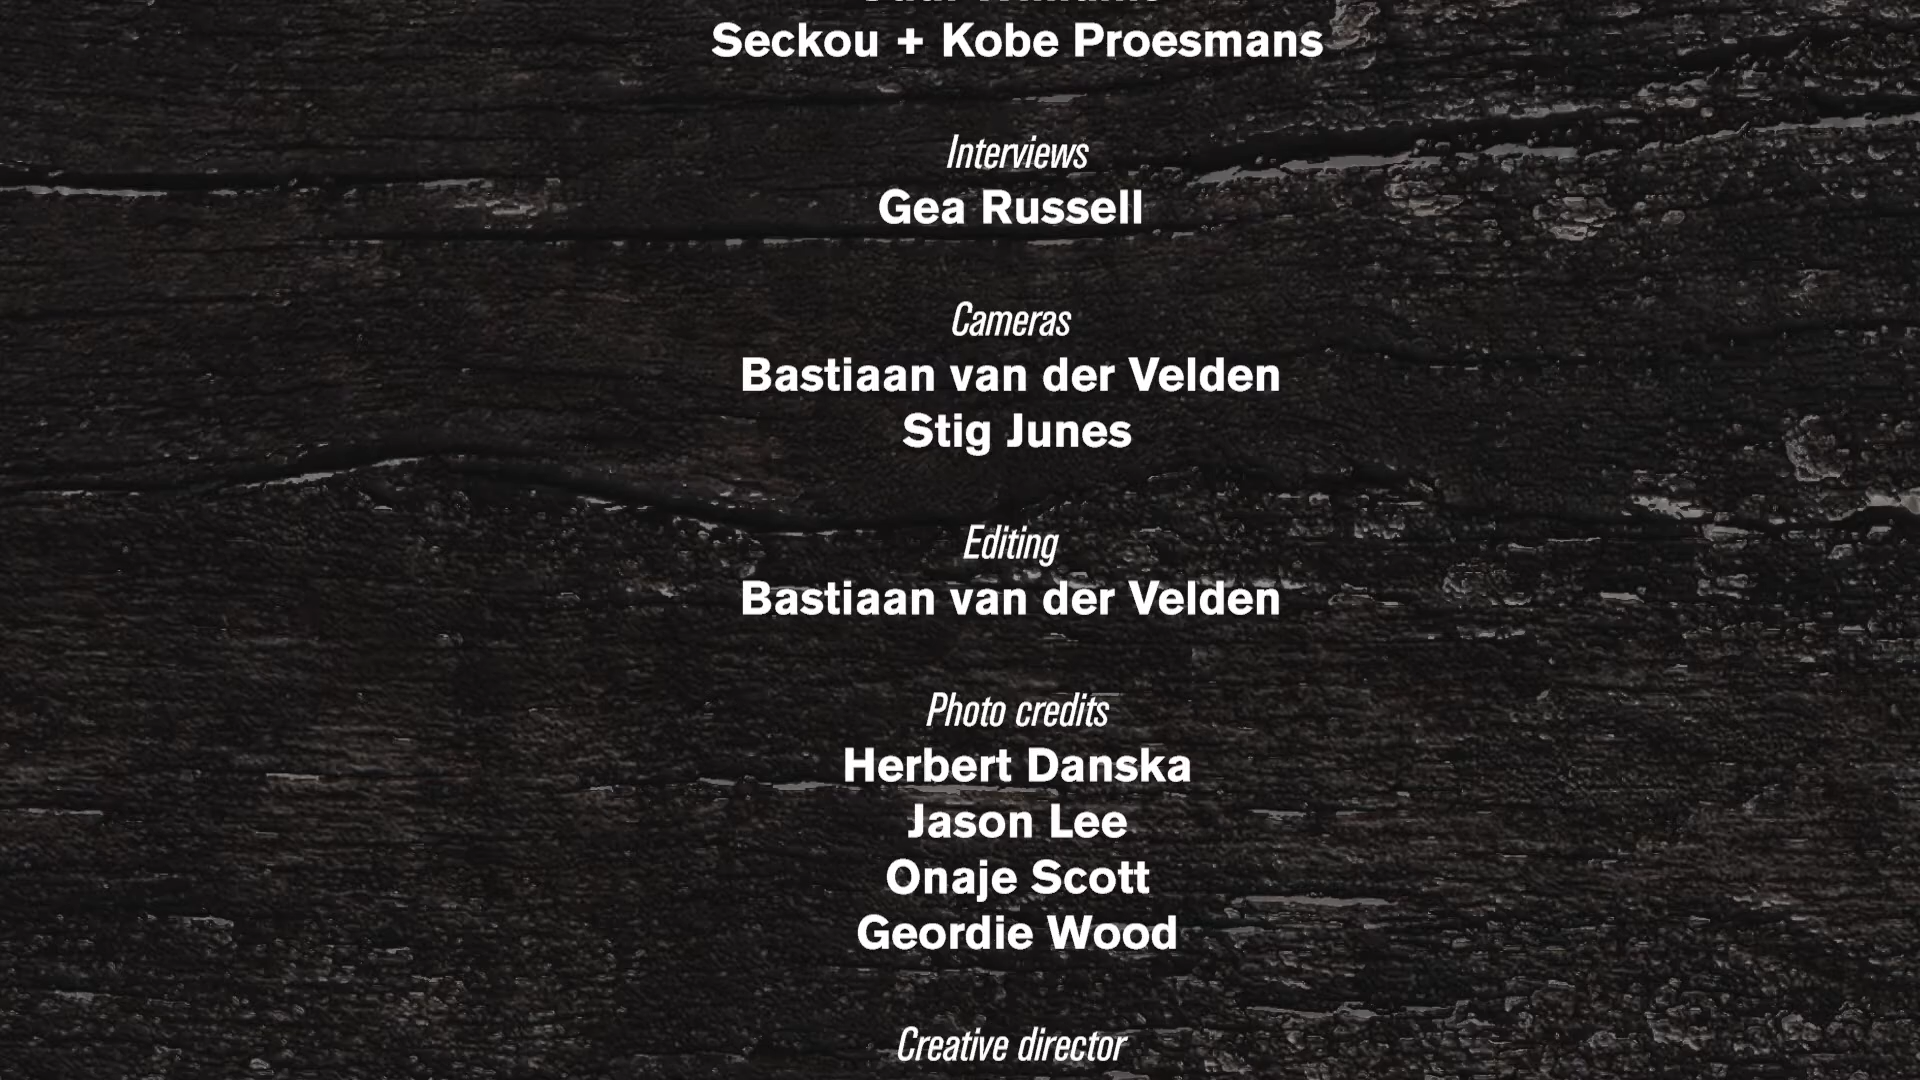 Seckou + Kobe Proesmans
Interviews
Gea Russell
Cameras
Bastiaan van der Velden
Stig Junes
Editing
Bastiaan van der Velden
Photo credits
Herbert Danska
Jason Lee
Onaje Scott
Geordie Wood
Creative director